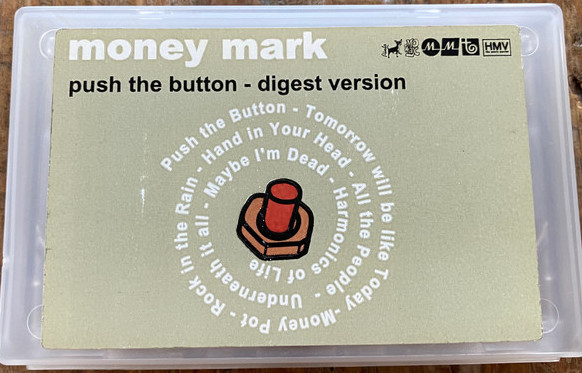 money mark
HMV
push the button - digest version
Push the Button - Tomorrow will be like Today - Money Pot - Rock in the Rain - Hand in Your Head - All the People - Underneath it all - Maybe I'm Dead - Harmonics of Life